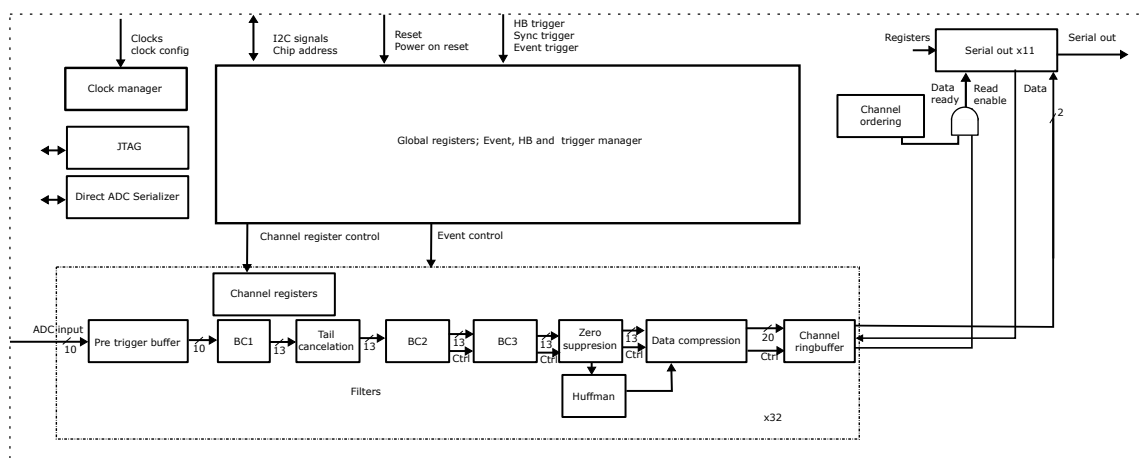 Clocks
clock config
I2C signals
Chip address
Reset
Power on reset
HB trigger
Sync trigger
Event trigger
Registers
Serial out x11
Serial out
Clock manager
Data
ready
Read
enable
Data
2
Channel
ordering
JTAG
Global registers; Event, HB and trigger manager
Direct ADC Serializer
Channel register control
Event control
Channel registers
ADC input
10
Pre trigger buffer
10
BC1
13
Tail
cancelation
13
BC2
13
Ctrl
BC3
13
Ctrl
Zero
suppresion
13
Ctrl
Data compression
20
Ctrl
Channel
ringbuffer
Huffman
Filters
x32